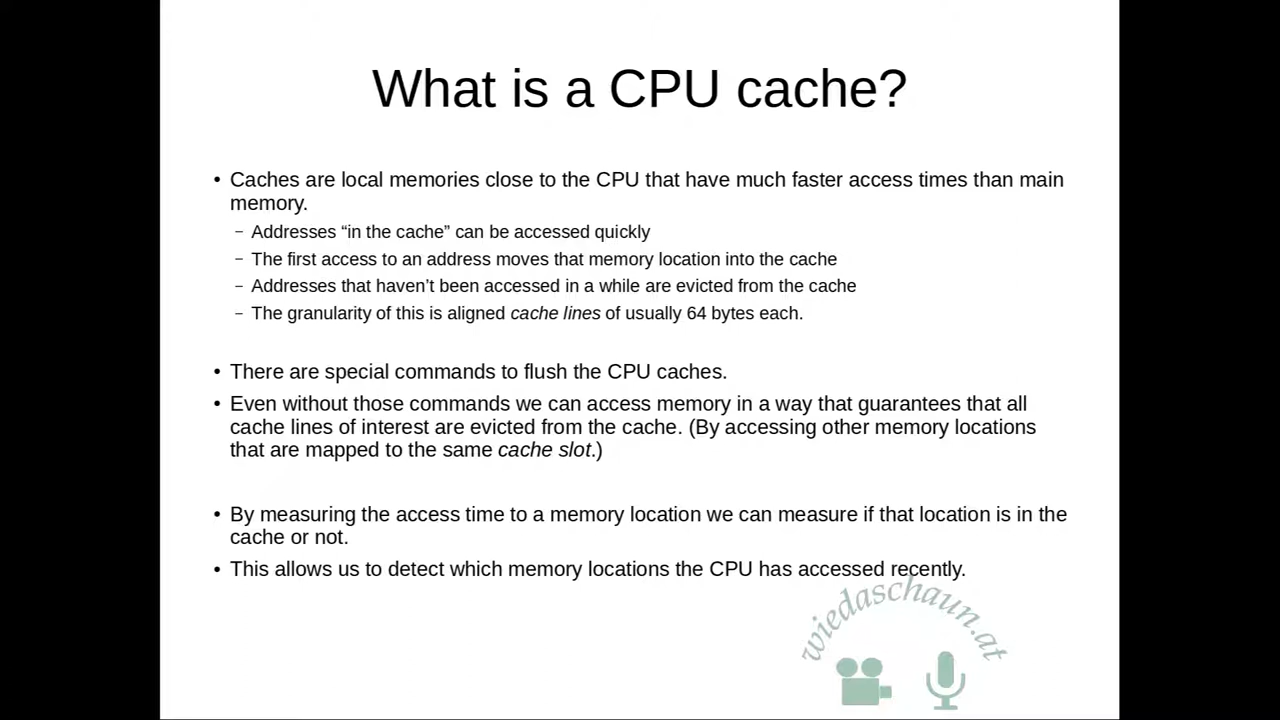 What is a CPU cache?
• Caches are local memories close to the CPU that have much faster access times than main
memory.
– Addresses “in the cache” can be accessed quickly
– The first access to an address moves that memory location into the cache
– Addresses that haven’t been accessed in a while are evicted from the cache
– The granularity of this is aligned cache lines of usually 64 bytes each.
• There are special commands to flush the CPU caches.
• Even without those commands we can access memory in a way that guarantees that all
cache lines of interest are evicted from the cache. (By accessing other memory locations
that are mapped to the same cache slot.)
• By measuring the access time to a memory location we can measure if that location is in the
cache or not.
• This allows us to detect which memory locations the CPU has accessed recently.
wiedaschaun.at